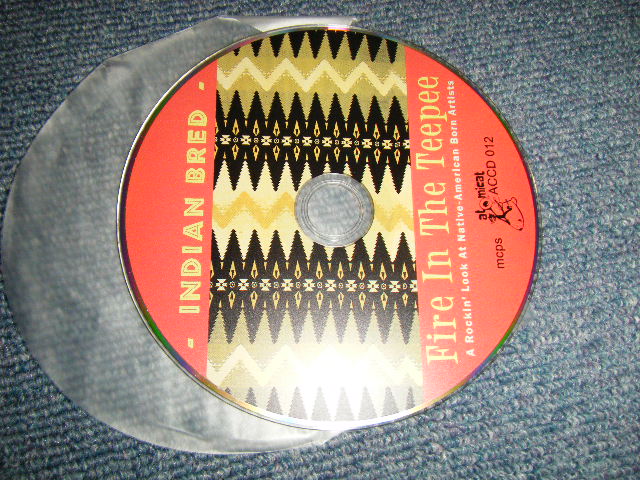 - INDIAN BRED -
Fire In The Teepee
A Rockin' Look At Native-American Born Artists
mcps
atomicat
ACCD 012